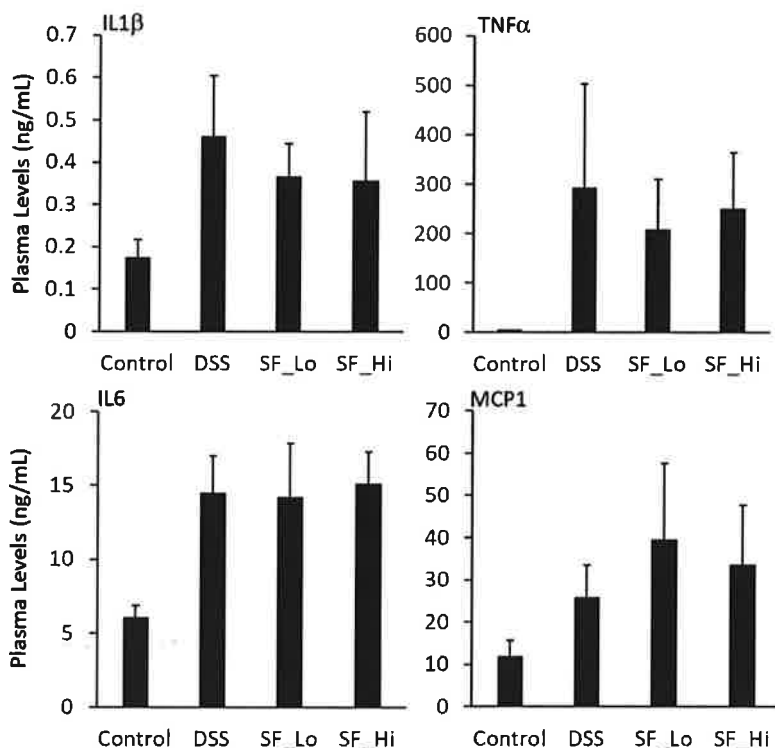 IL1β
0.7
0.6
0.5
0.4
0.3
0.2
0.1
0
Plasma Levels (ng/mL)
Control DSS SF_Lo SF_Hi
TNFα
600
500
400
300
200
100
0
Control DSS SF_Lo SF_Hi
IL6
20
15
10
5
0
Plasma Levels (ng/mL)
Control DSS SF_Lo SF_Hi
MCP1
70
60
50
40
30
20
10
0
Control DSS SF_Lo SF_Hi